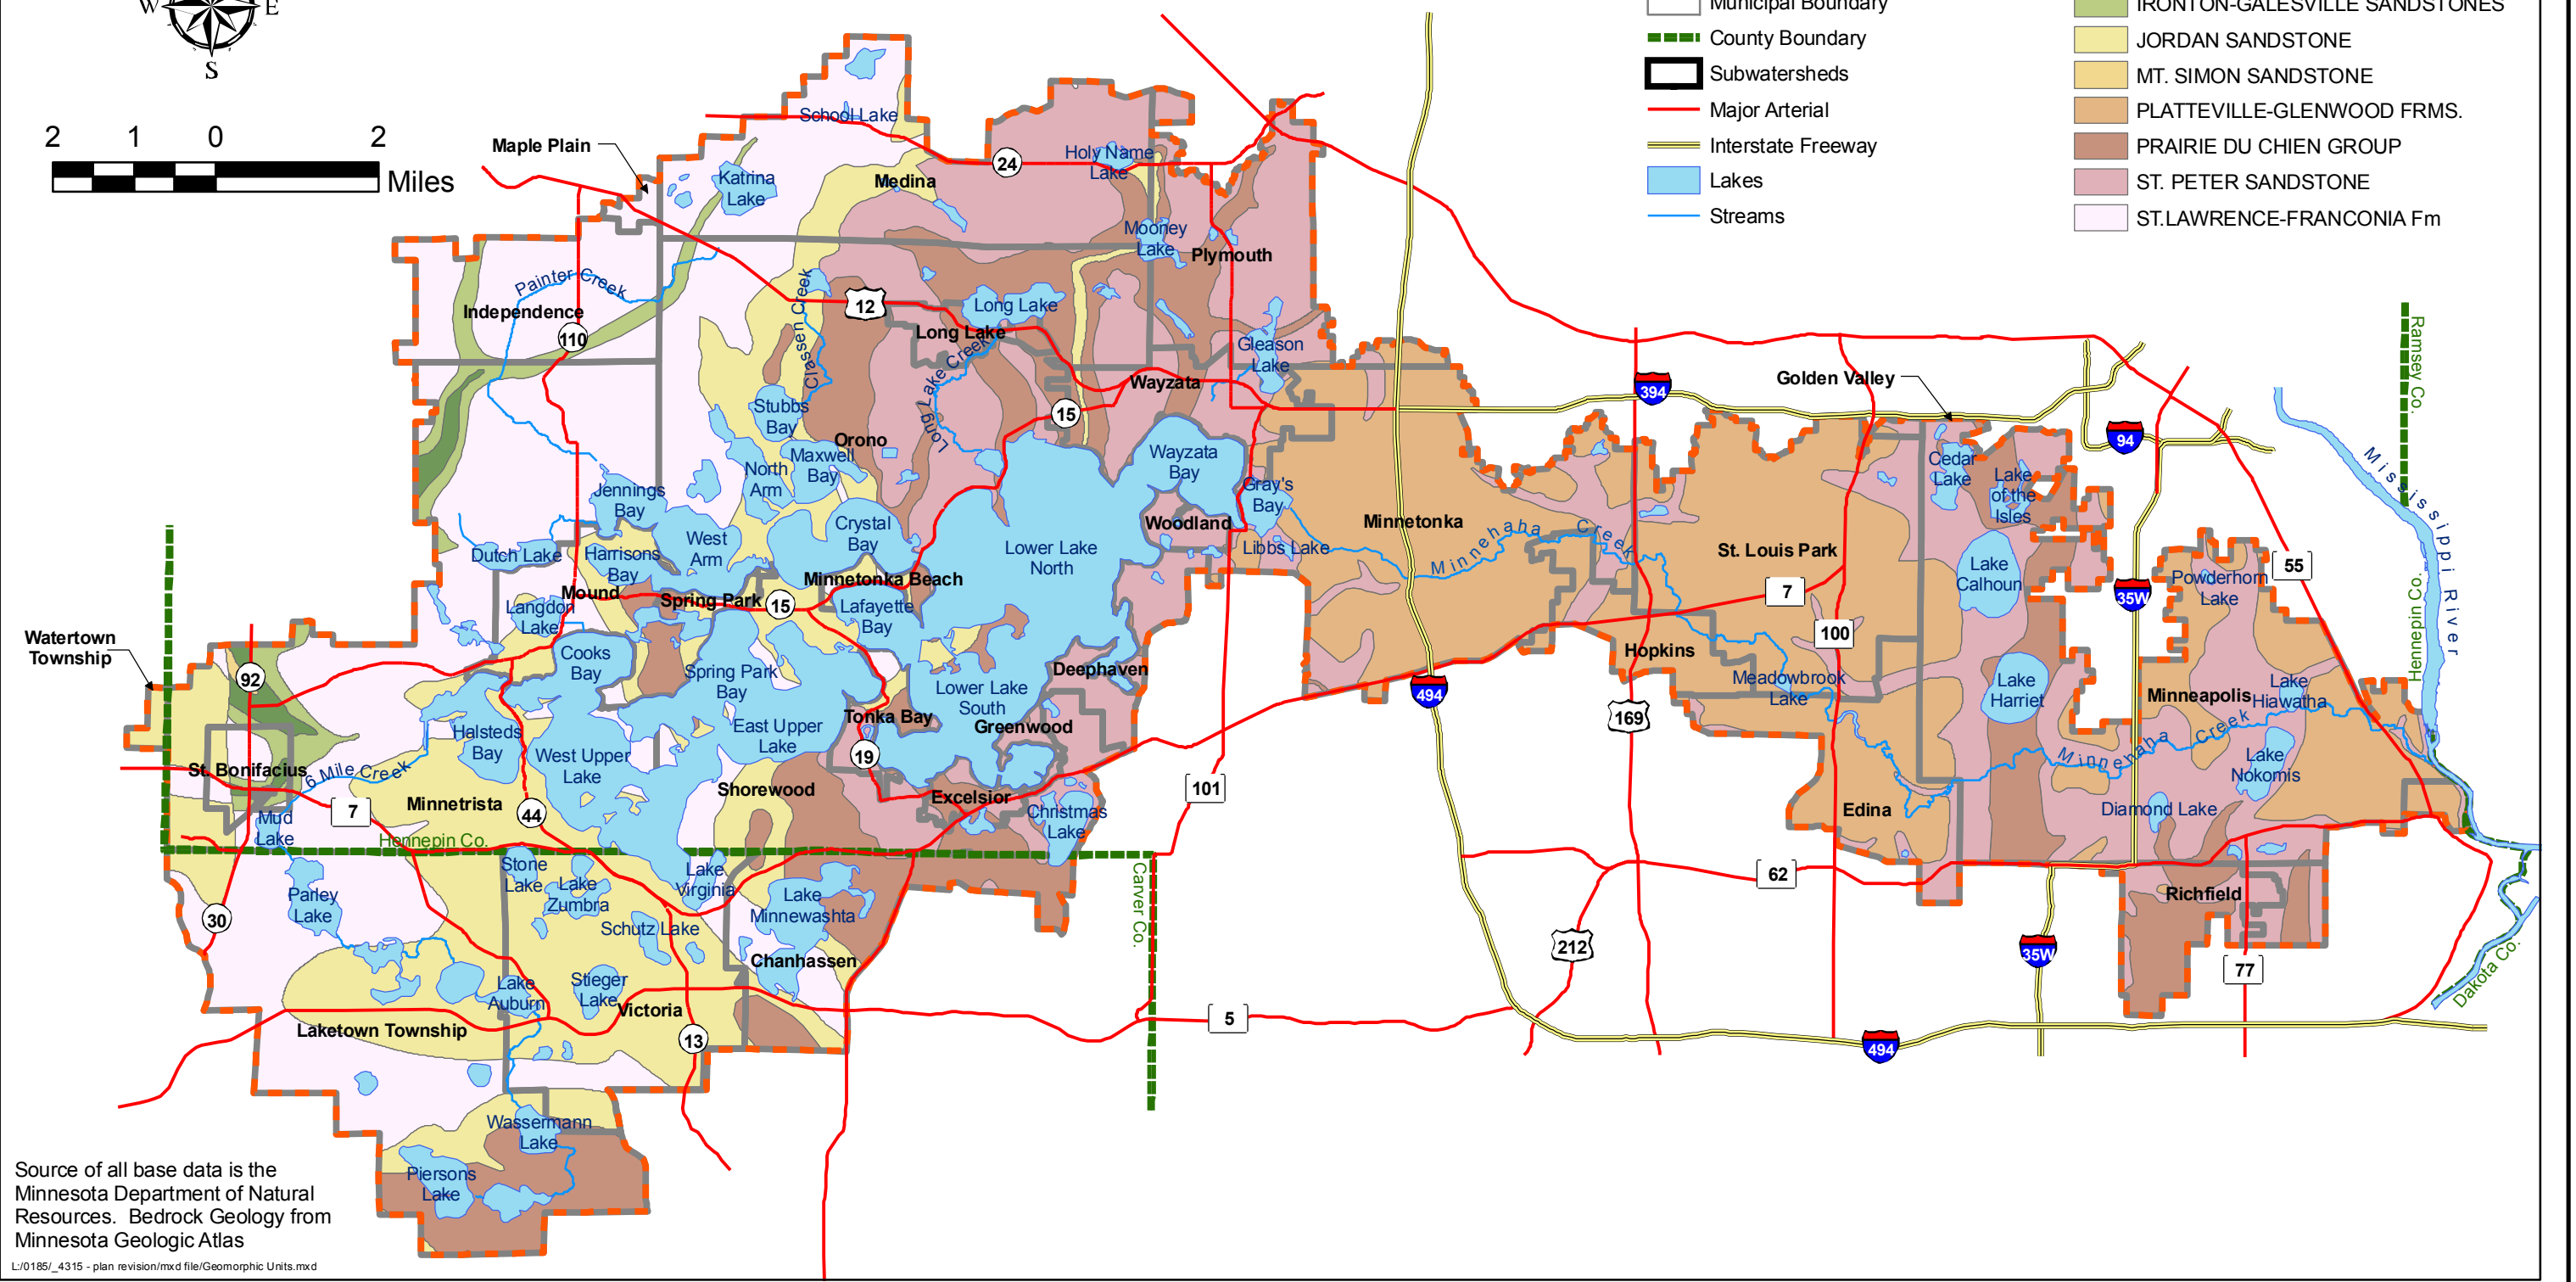 W
E
S
2
1
0
2
Miles
Municipal Boundary
County Boundary
Subwatersheds
Major Arterial
Interstate Freeway
Lakes
Streams
IRONTON-GALESVILLE SANDSTONES
JORDAN SANDSTONE
MT. SIMON SANDSTONE
PLATTEVILLE-GLENWOOD FRMS.
PRAIRIE DU CHIEN GROUP
ST. PETER SANDSTONE
ST.LAWRENCE-FRANCONIA Fm
School Lake
Maple Plain
Katrina
Lake
Medina
24
Holy Name
Lake
Mooney
Lake
Plymouth
Painter Creek
Independence
110
Classen Creek
12
Long Lake
Long Lake
Long Lake Creek
Gleason
Lake
Wayzata
15
Stubbs
Bay
Orono
Maxwell
Bay
North
Arm
Wayzata
Bay
Gray's
Bay
Woodland
Libbs Lake
Jennings
Bay
West
Arm
Crystal
Bay
Lower Lake
North
Dutch Lake
Harrisons
Bay
Minnetonka Beach
Mound
Spring Park
15
Lafayette
Bay
Langdon
Lake
Watertown
Township
Cooks
Bay
Spring Park
Bay
92
Deephaven
Lower Lake
South
Tonka Bay
Greenwood
East Upper
Lake
Halsteds
Bay
West Upper
Lake
19
St. Bonifacius
6 Mile Creek
Minnetrista
Shorewood
Excelsior
Christmas
Lake
7
44
Mud
Lake
Hennepin Co.
Stone
Lake
Lake
Zumbra
Lake
Virginia
Lake
Minnewashta
Parley
Lake
Schutz Lake
30
Chanhassen
Lake
Auburn
Stieger
Lake
Victoria
Laketown Township
13
Wassermann
Lake
Piersons
Lake
Carver Co.
101
5
Minnetonka
Minnehaha Creek
394
Golden Valley
94
Ramsey Co.
Mississippi River
Cedar
Lake
Lake
of the
Isles
St. Louis Park
Lake
Calhoun
7
100
35W
Powderhorn
Lake
55
Hennepin Co.
Hopkins
494
169
Meadowbrook
Lake
Lake
Harriet
Minneapolis
Lake
Hiawatha
Minnehaha Creek
Lake
Nokomis
Edina
Diamond Lake
62
Richfield
212
35W
77
494
Dakota Co.
Source of all base data is the
Minnesota Department of Natural
Resources.  Bedrock Geology from
Minnesota Geologic Atlas
L:/0185/_4315 - plan revision/mxd file/Geomorphic Units.mxd